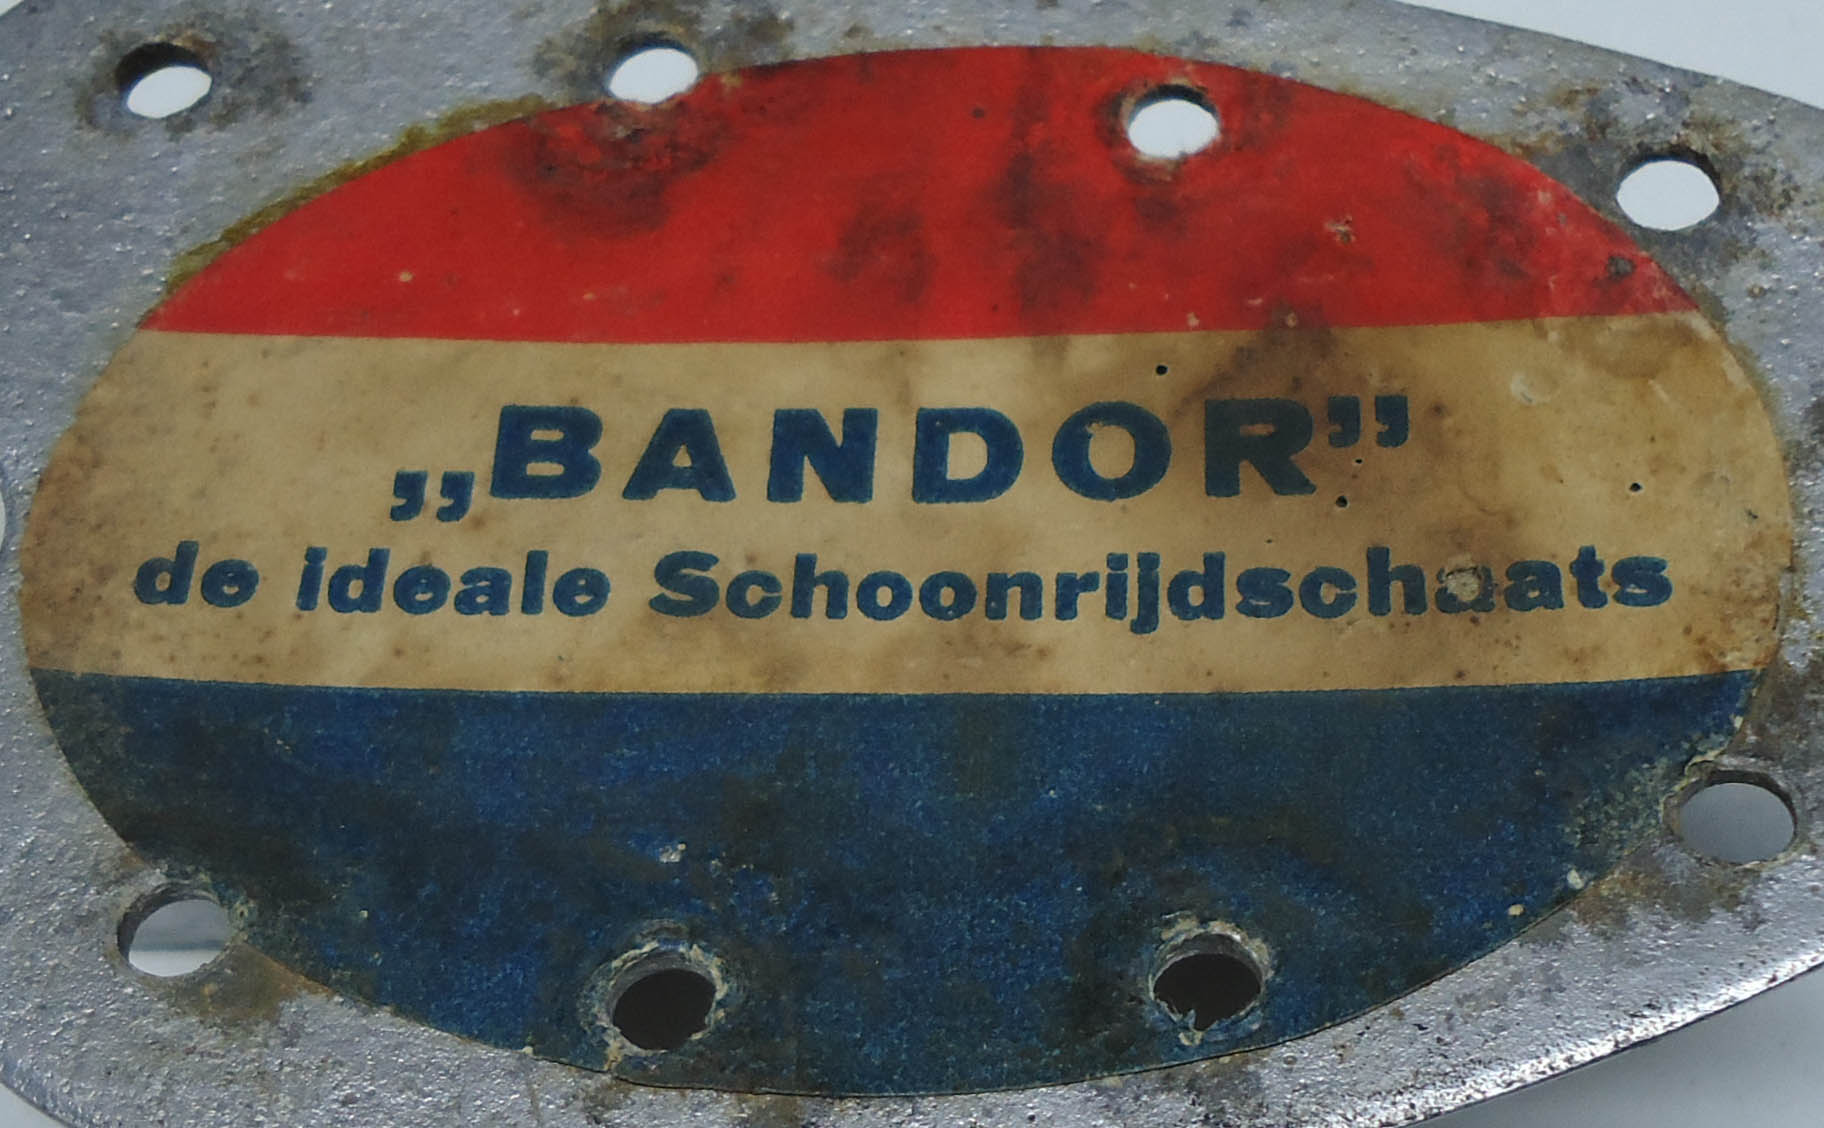 „BANDOR”
de ideale Schoonrijdschaats